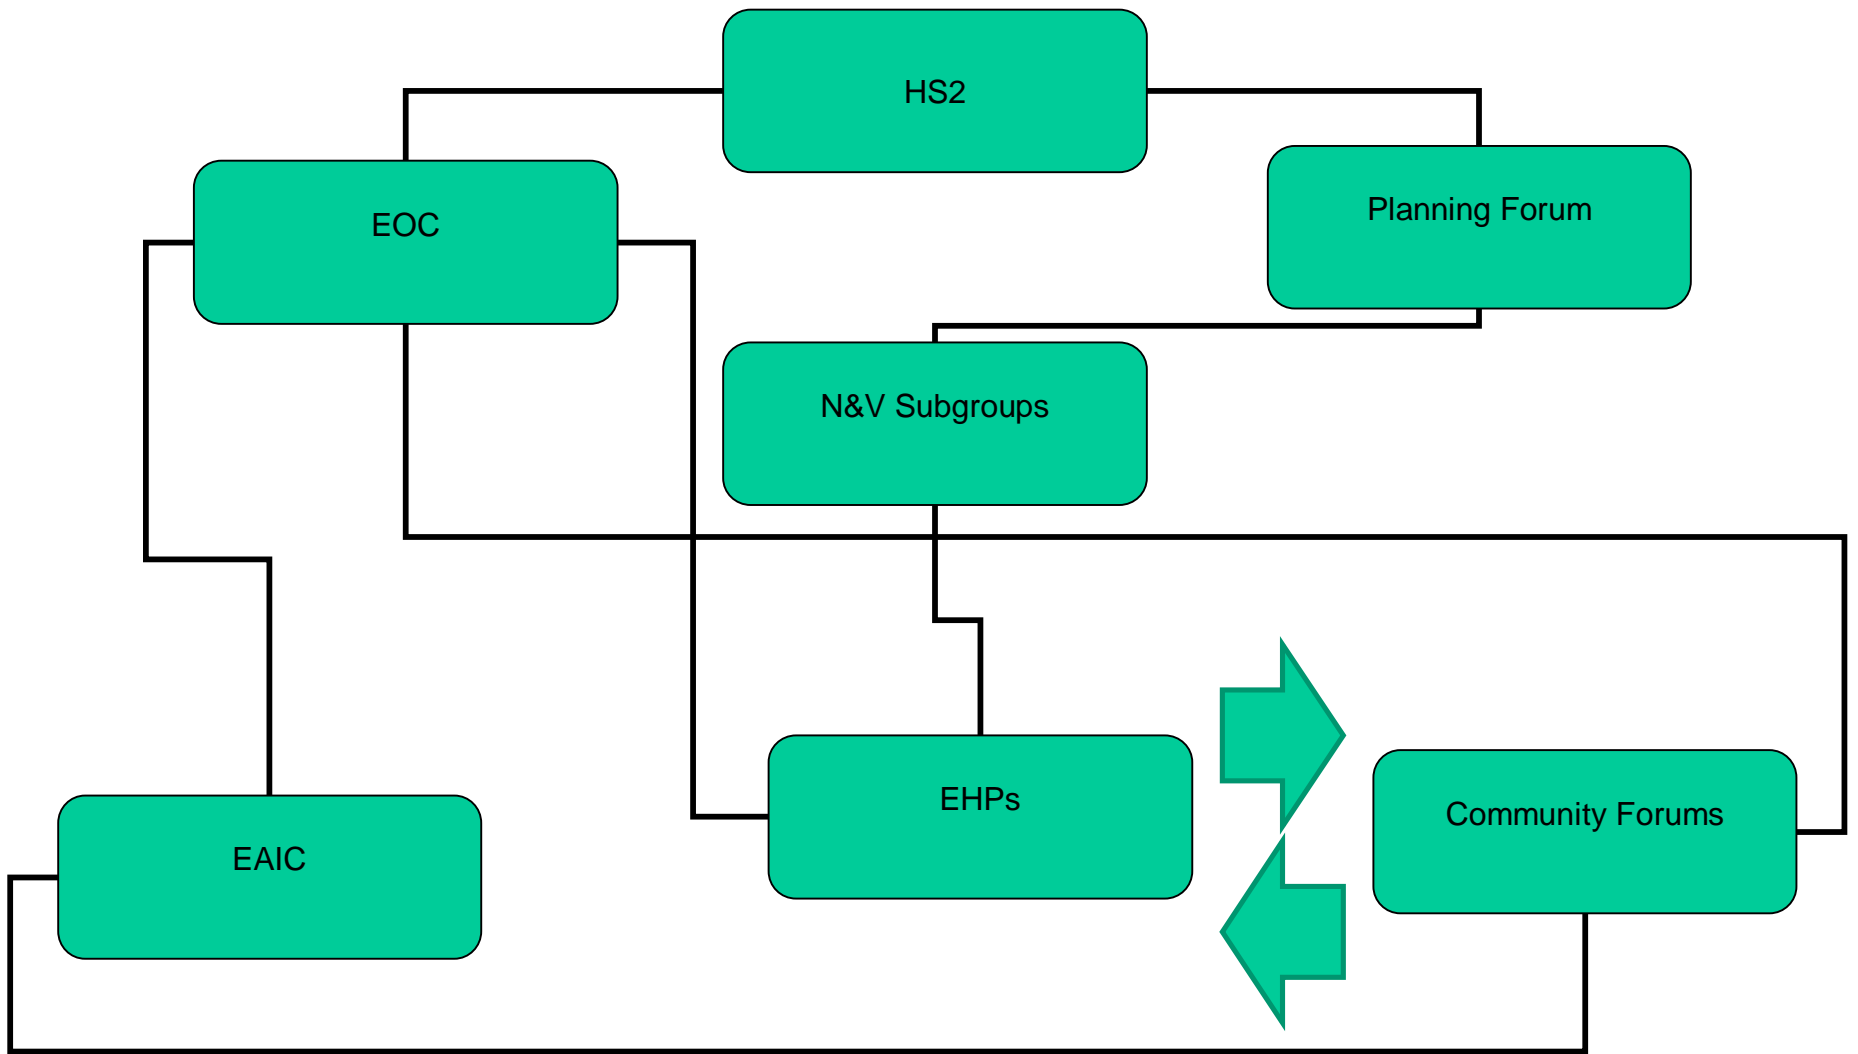 HS2
Planning Forum
EOC
N&V Subgroups
EHPs
Community Forums
EAIC